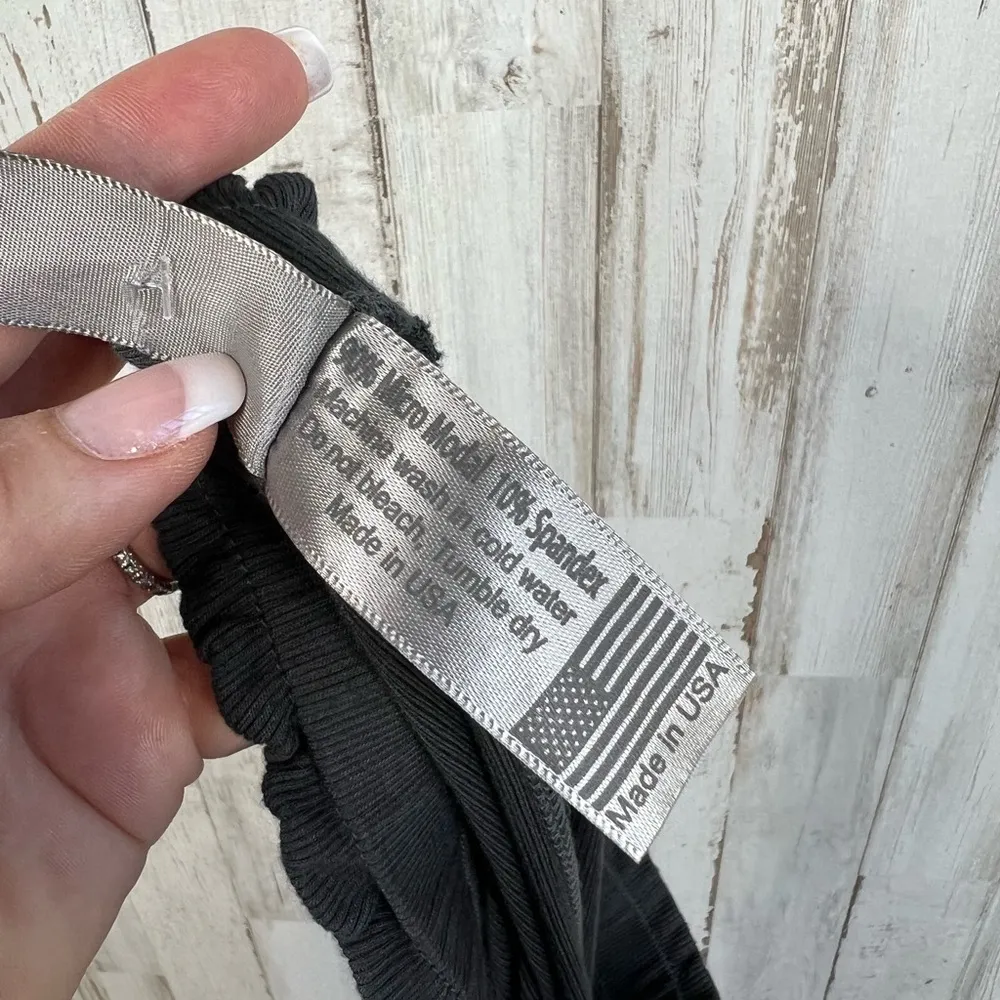 90% Micro Modal 10% Spandex
Machine wash in cold water
Do not bleach Tumble dry
Made in USA
Made In USA